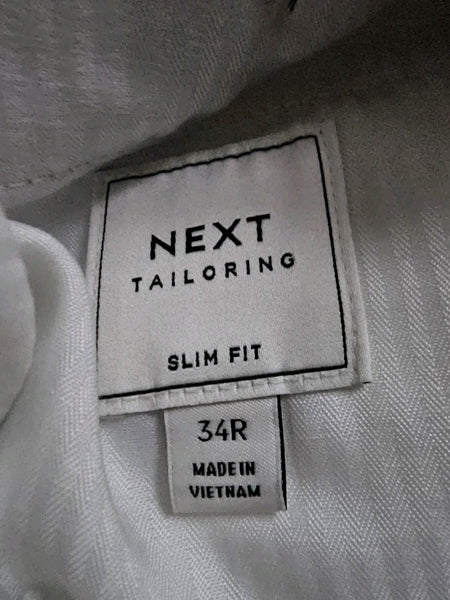 NEXT
TAILORING
SLIM FIT
34R
MADE IN
VIETNAM